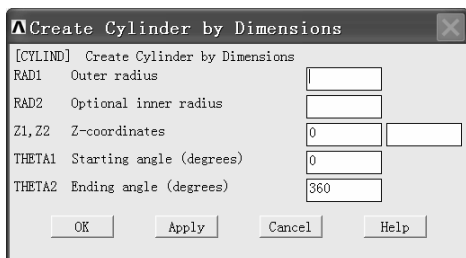 Create Cylinder by Dimensions
[CYLIND] Create Cylinder by Dimensions
RAD1 Outer radius
RAD2 Optional inner radius
Z1,Z2 Z-coordinates 0
THETA1 Starting angle (degrees) 0
THETA2 Ending angle (degrees) 360
OK Apply Cancel Help